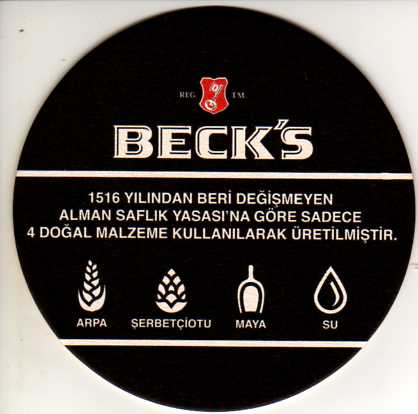 REG. T.M.
BECK'S
1516 YILINDAN BERİ DEĞİŞMEYEN
ALMAN SAFLIK YASASI'NA GÖRE SADECE
4 DOĞAL MALZEME KULLANILARAK ÜRETİLMİŞTİR.
ARPA ŞERBETÇİOTU MAYA SU